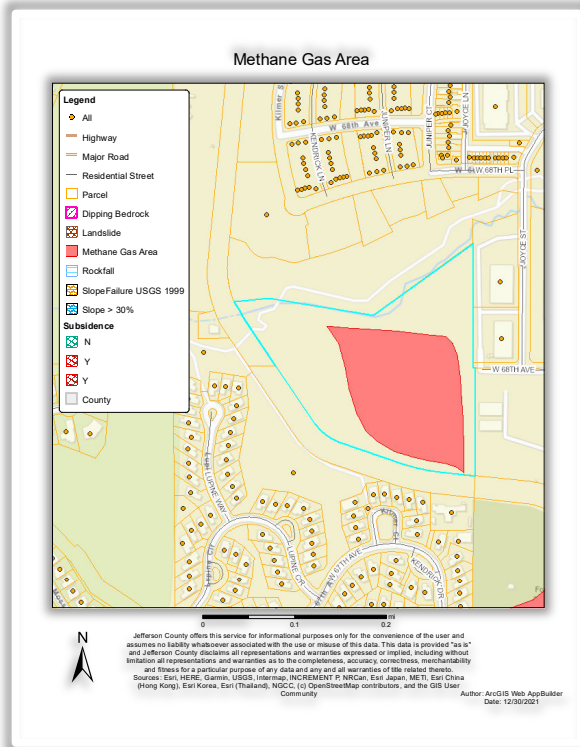 Methane Gas Area
Legend
All
Highway
Major Road
Residential Street
Parcel
Dipping Bedrock
Landslide
Methane Gas Area
Rockfall
SlopeFailure USGS 1999
Slope > 30%
Subsidence
N
Y
Y
County
Kilmer S
W 68th Ave
KENDRICK LN
JUNIPER LN
JUNIPER CT
JOYCE LN
W 6
W 68TH PL
JOYCE ST
W 68TH AVE
LUPINE WAY
LUPINE CIR
W 67TH AVE
Kilmer Ct
KENDRICK DR
0
0.1
0.2
mi
N
Jefferson County offers this service for informational purposes only for the convenience of the user and
assumes no liability whatsoever associated with the use or misuse of this data. This data is provided "as is"
and Jefferson County disclaims all representations and warranties expressed or implied, including without
limitation all representations and warranties as to the completeness, accuracy, correctness, merchantability
and fitness for a particular purpose of any data and any and all warranties of title related thereto.
Sources: Esri, HERE, Garmin, USGS, Intermap, INCREMENT P, NRCan, Esri Japan, METI, Esri China
(Hong Kong), Esri Korea, Esri (Thailand), NGCC, (c) OpenStreetMap contributors, and the GIS User
Community
Author: ArcGIS Web AppBuilder
Date: 12/30/2021